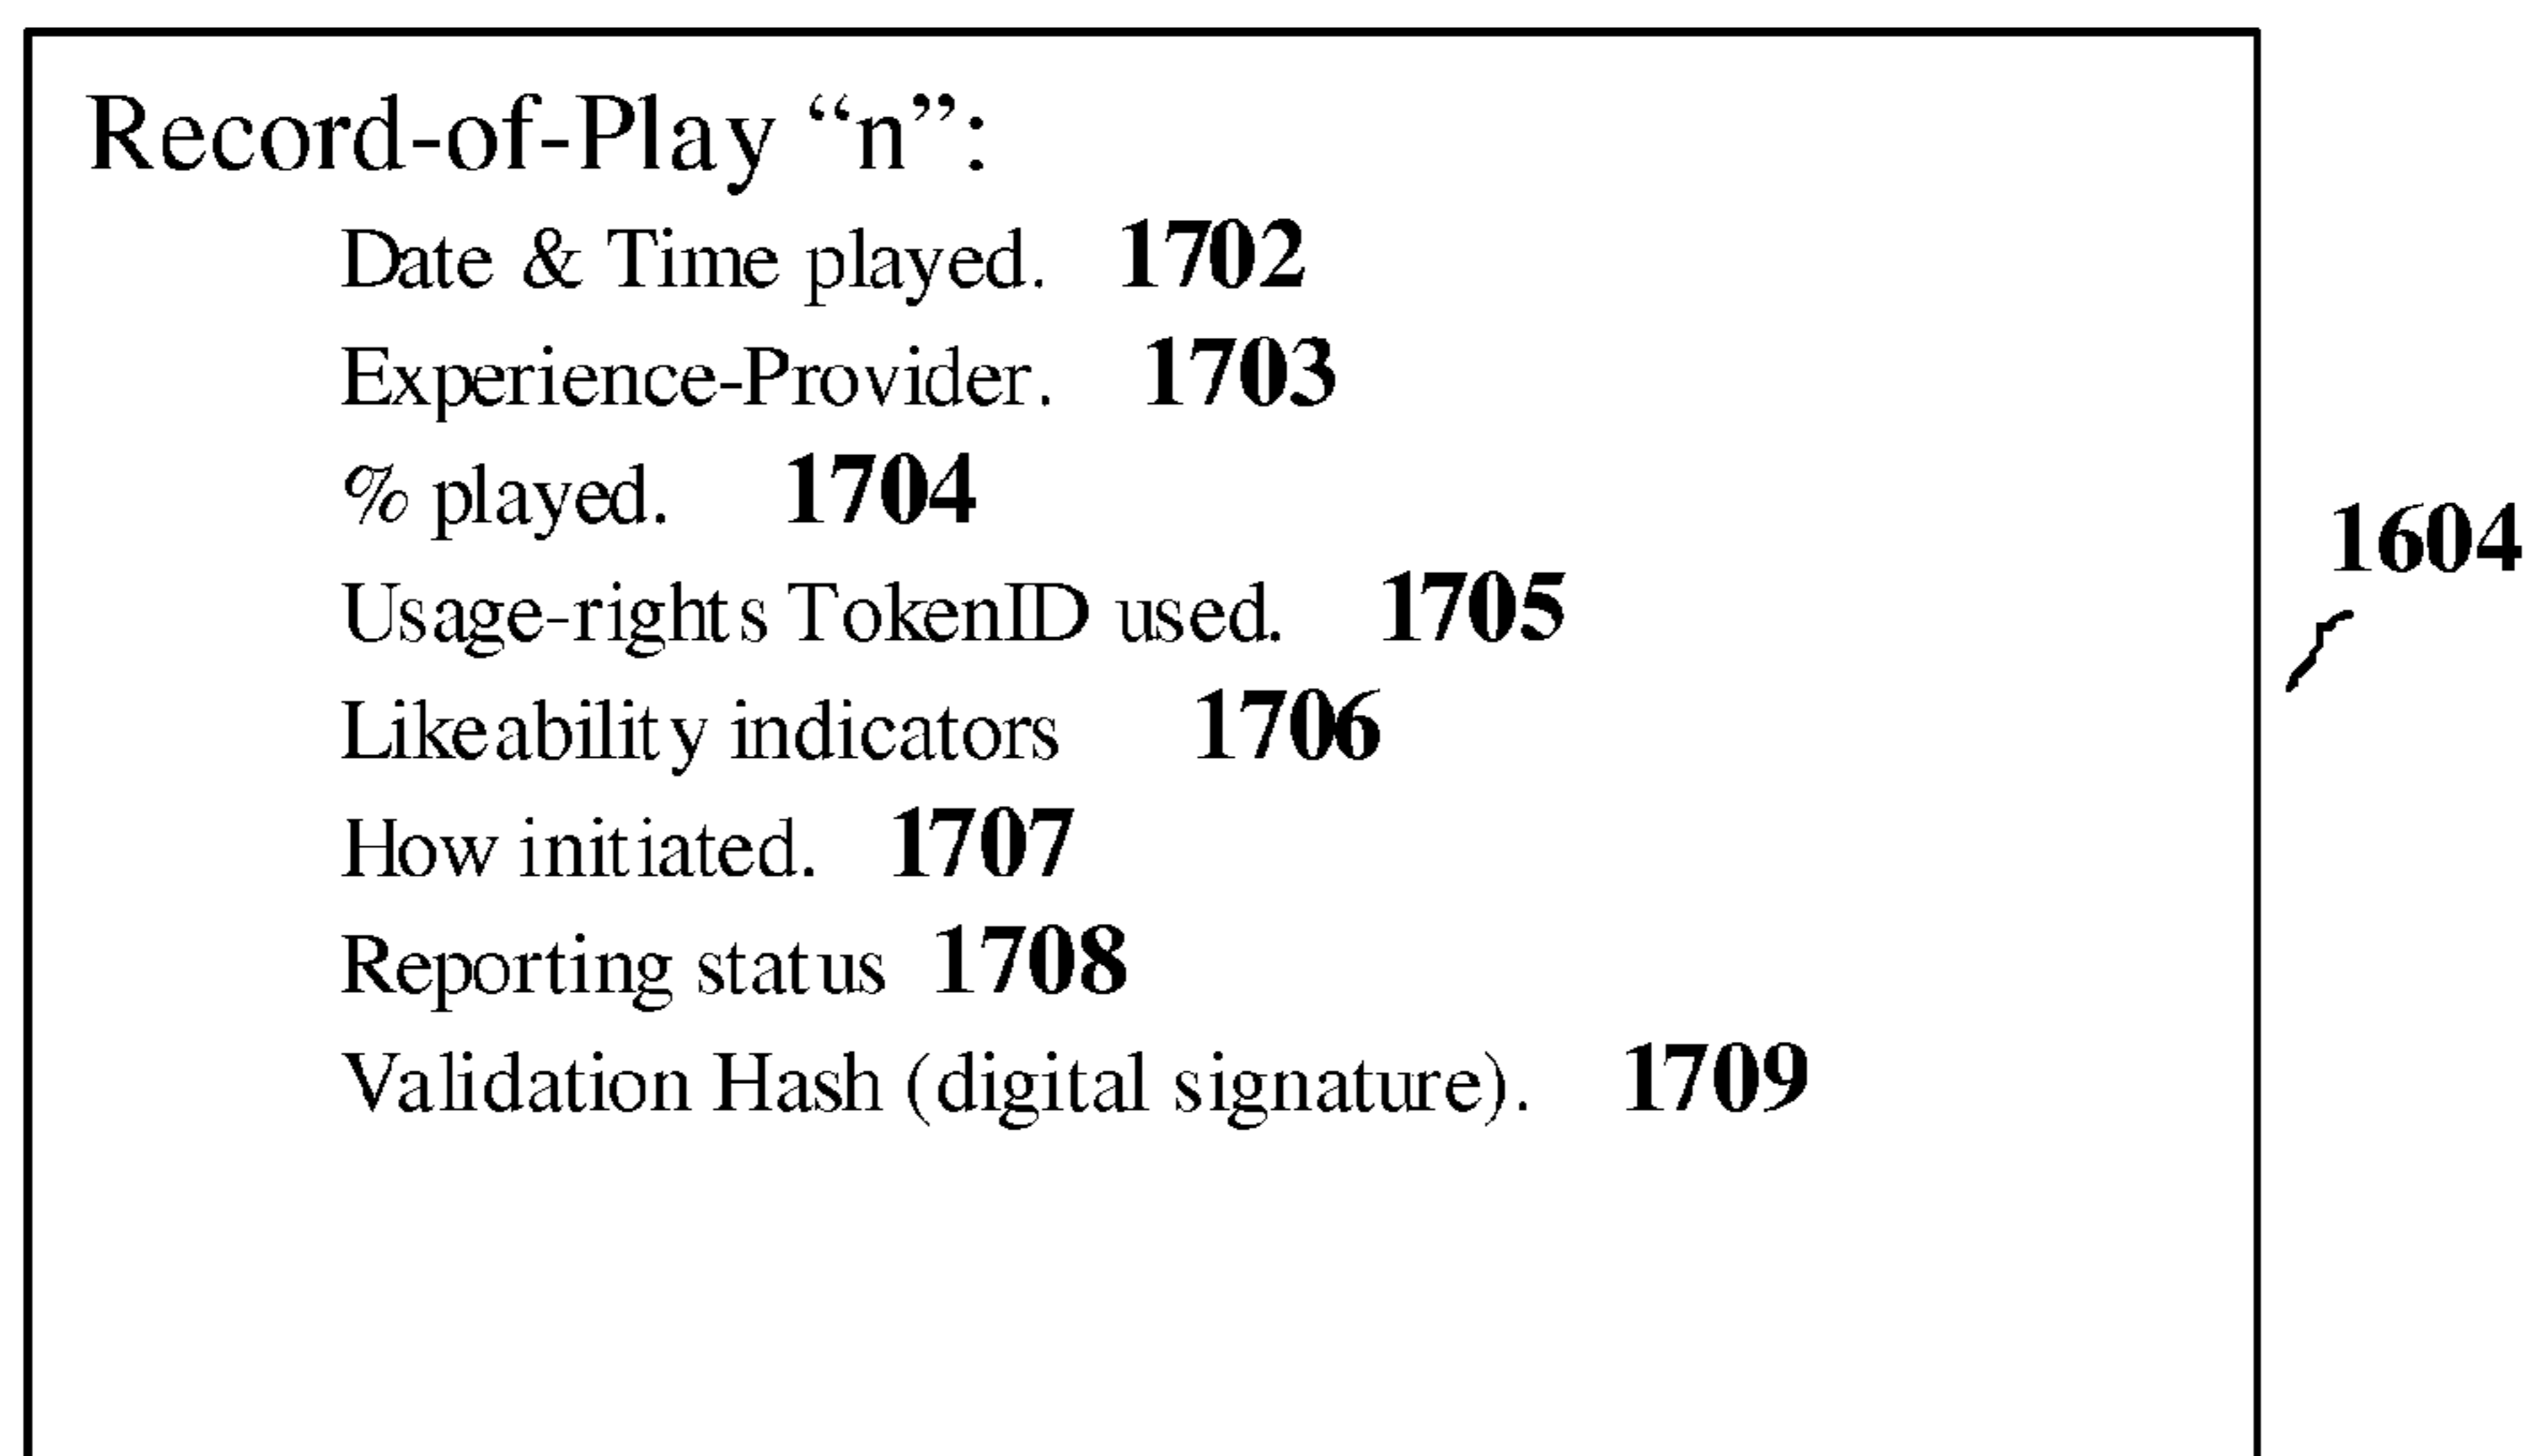 Record-of-Play “n”:
Date & Time played. 1702
Experience-Provider. 1703
% played. 1704
Usage-rights TokenID used. 1705
Likeability indicators 1706
How initiated. 1707
Reporting status 1708
Validation Hash (digital signature). 1709
1604